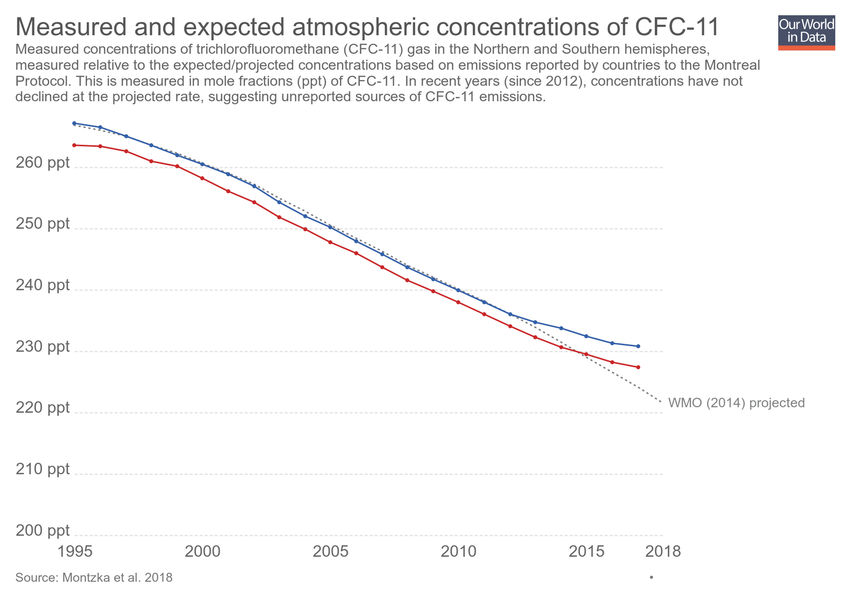 Measured and expected atmospheric concentrations of CFC-11
Our World
in Data
Measured concentrations of trichlorofluoromethane (CFC-11) gas in the Northern and Southern hemispheres,
measured relative to the expected/projected concentrations based on emissions reported by countries to the Montreal
Protocol. This is measured in mole fractions (ppt) of CFC-11. In recent years (since 2012), concentrations have not
declined at the projected rate, suggesting unreported sources of CFC-11 emissions.
260 ppt
250 ppt
240 ppt
230 ppt
220 ppt
WMO (2014) projected
210 ppt
200 ppt
1995 2000 2005 2010 2015 2018
Source: Montzka et al. 2018